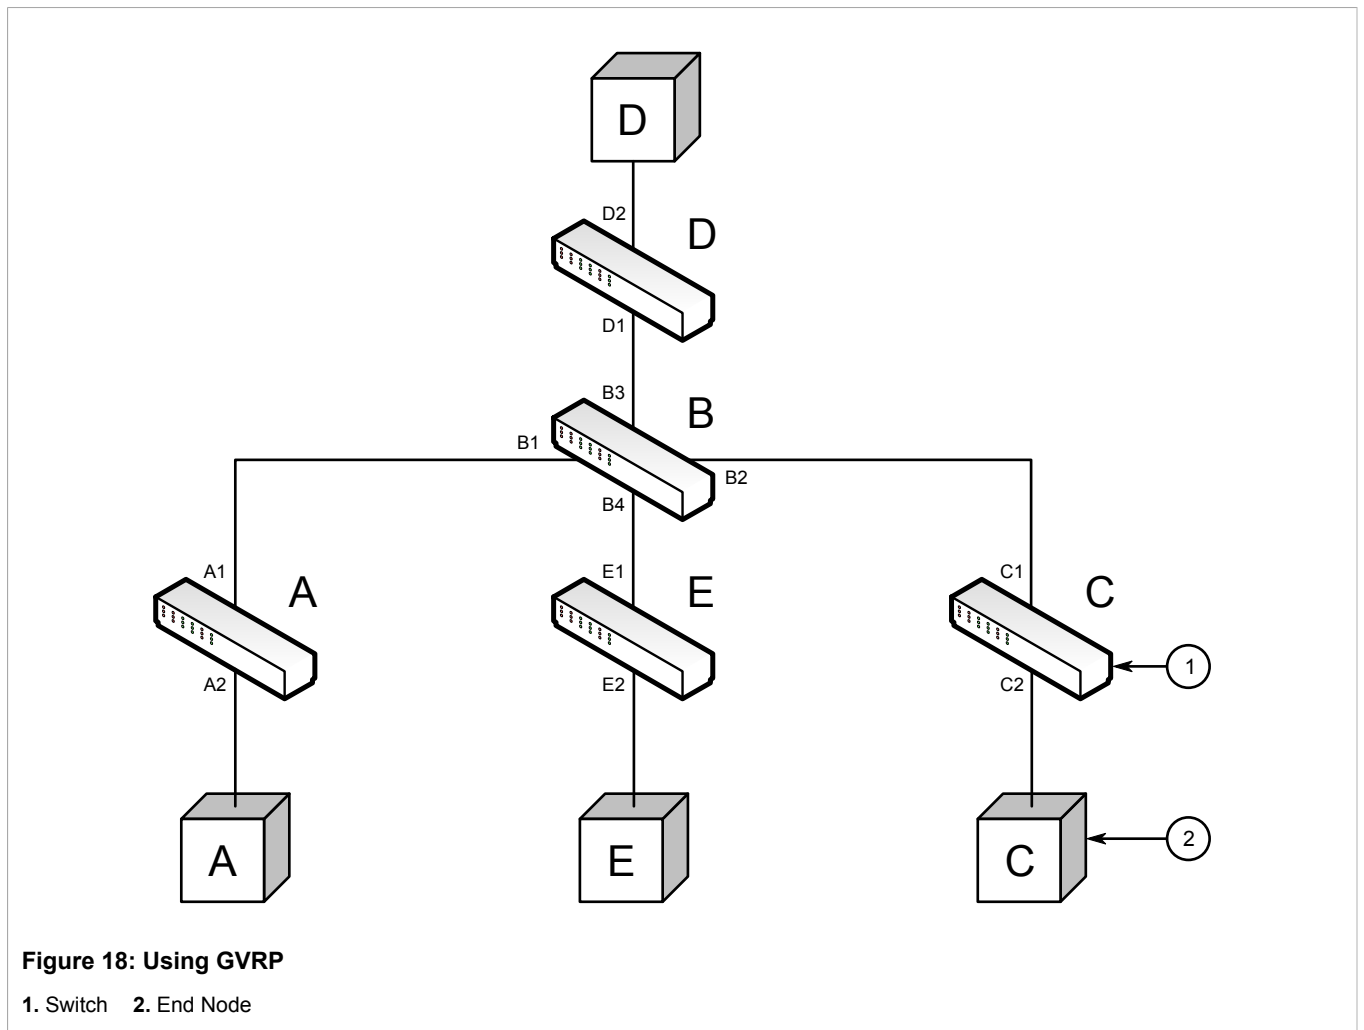 D
D2
D
D1
B3
B
B1
B2
B4
A1
A
E1
E
C1
C
A2
E2
C2
1
A
E
C
2
Figure 18: Using GVRP
1. Switch 2. End Node